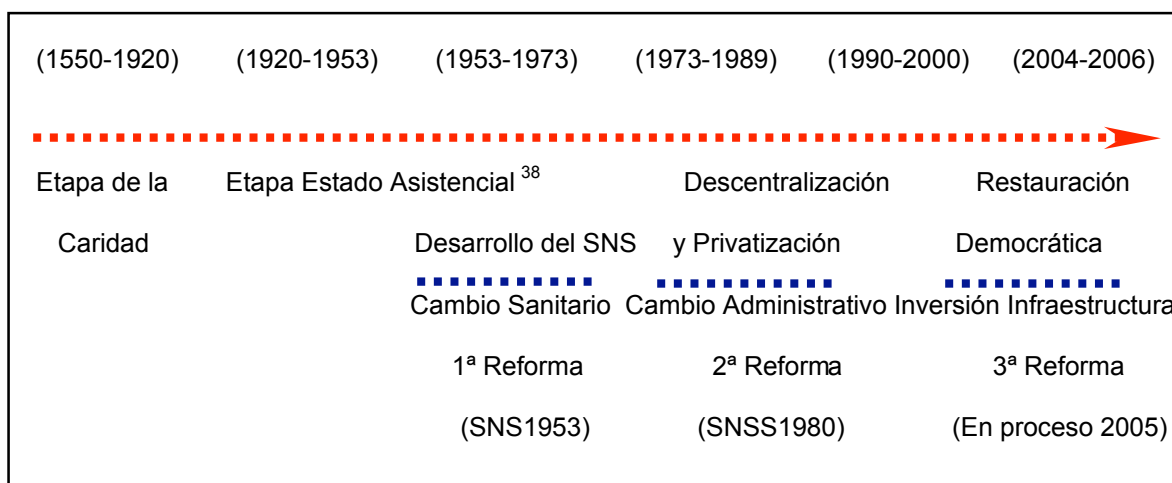 (1550-1920) (1920-1953) (1953-1973) (1973-1989) (1990-2000) (2004-2006)
Etapa de la Etapa Estado Asistencial 38 Descentralización Restauración
Caridad Desarrollo del SNS y Privatización Democrática
Cambio Sanitario Cambio Administrativo Inversión Infraestructura
1ª Reforma 2ª Reforma 3ª Reforma
(SNS1953) (SNSS1980) (En proceso 2005)